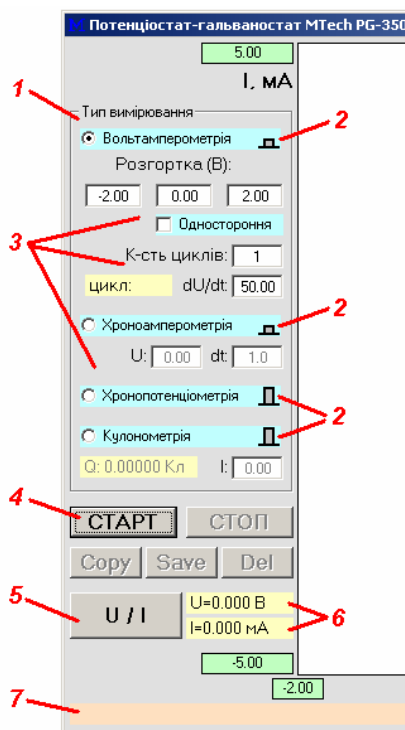 Потенціостат-гальваностат MTech PG-350
5.00
I, мА
1
Тип вимірювання
2
Вольтамперометрія
Розгортка (В):
-2.00 0.00 2.00
Одностороння
3
К-сть циклів: 1
цикл: dU/dt: 50.00
2
Хроноамперометрія
U: 0.00 dt: 1.0
Хронопотенціометрія
2
Кулонометрія
Q: 0.00000 Кл I: 0.00
4
СТАРТ СТОП
Copy Save Del
5
U / I
U=0.000 В
I=0.000 мА
6
-5.00
-2.00
7